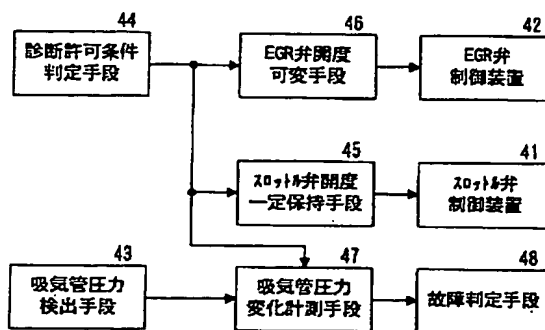 44
診断許可条件
判定手段
46
EGR弁開度
可変手段
42
EGR弁
制御装置
45
スロットル弁開度
一定保持手段
41
スロットル弁
制御装置
43
吸気管圧力
検出手段
47
吸気管圧力
変化計測手段
48
故障判定手段